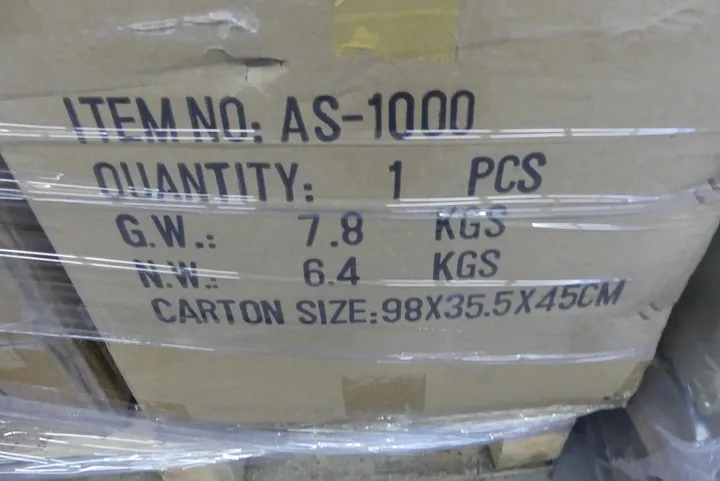 ITEM NO: AS-1000
QUANTITY: 1 PCS
G.W.: 7.8 KGS
N.W.: 6.4 KGS
CARTON SIZE:98X35.5X45CM